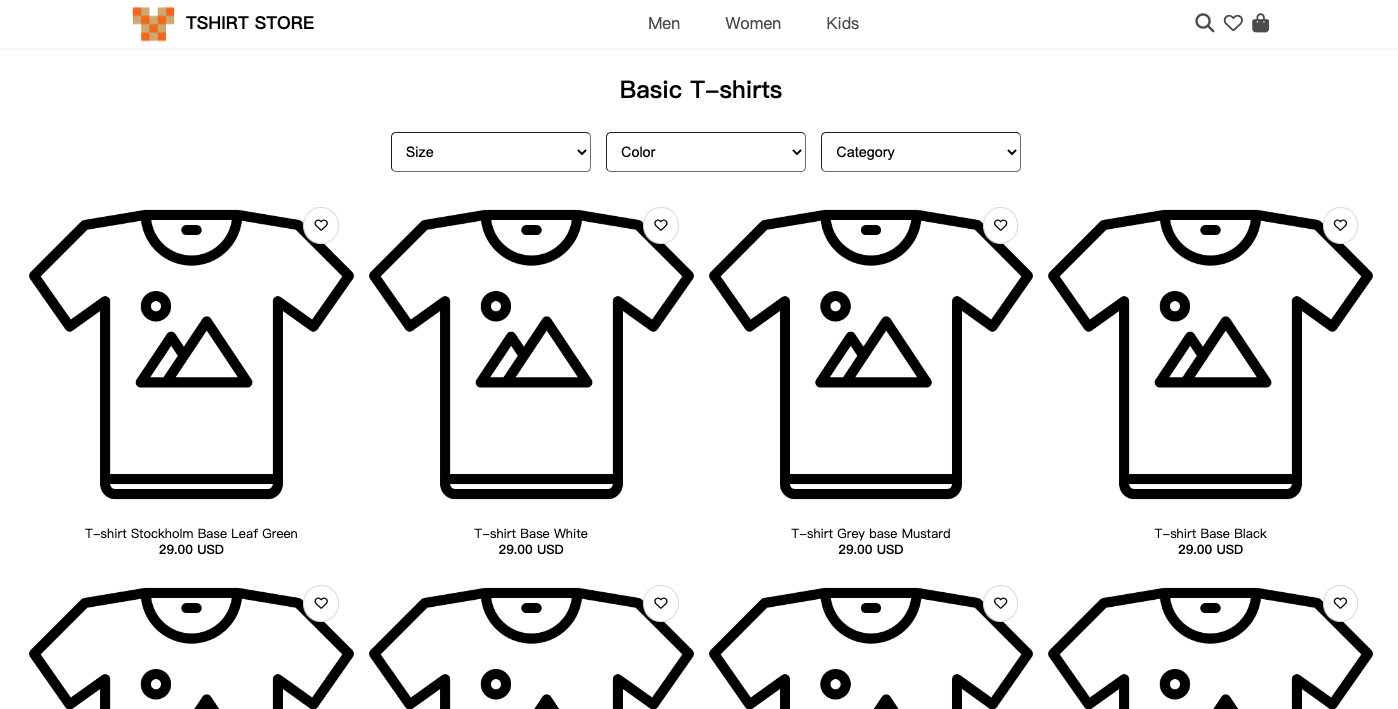 TSHIRT STORE
Men Women Kids
Basic T-shirts
Size Color Category
T-shirt Stockholm Base Leaf Green
29.00 USD
T-shirt Base White
29.00 USD
T-shirt Grey base Mustard
29.00 USD
T-shirt Base Black
29.00 USD